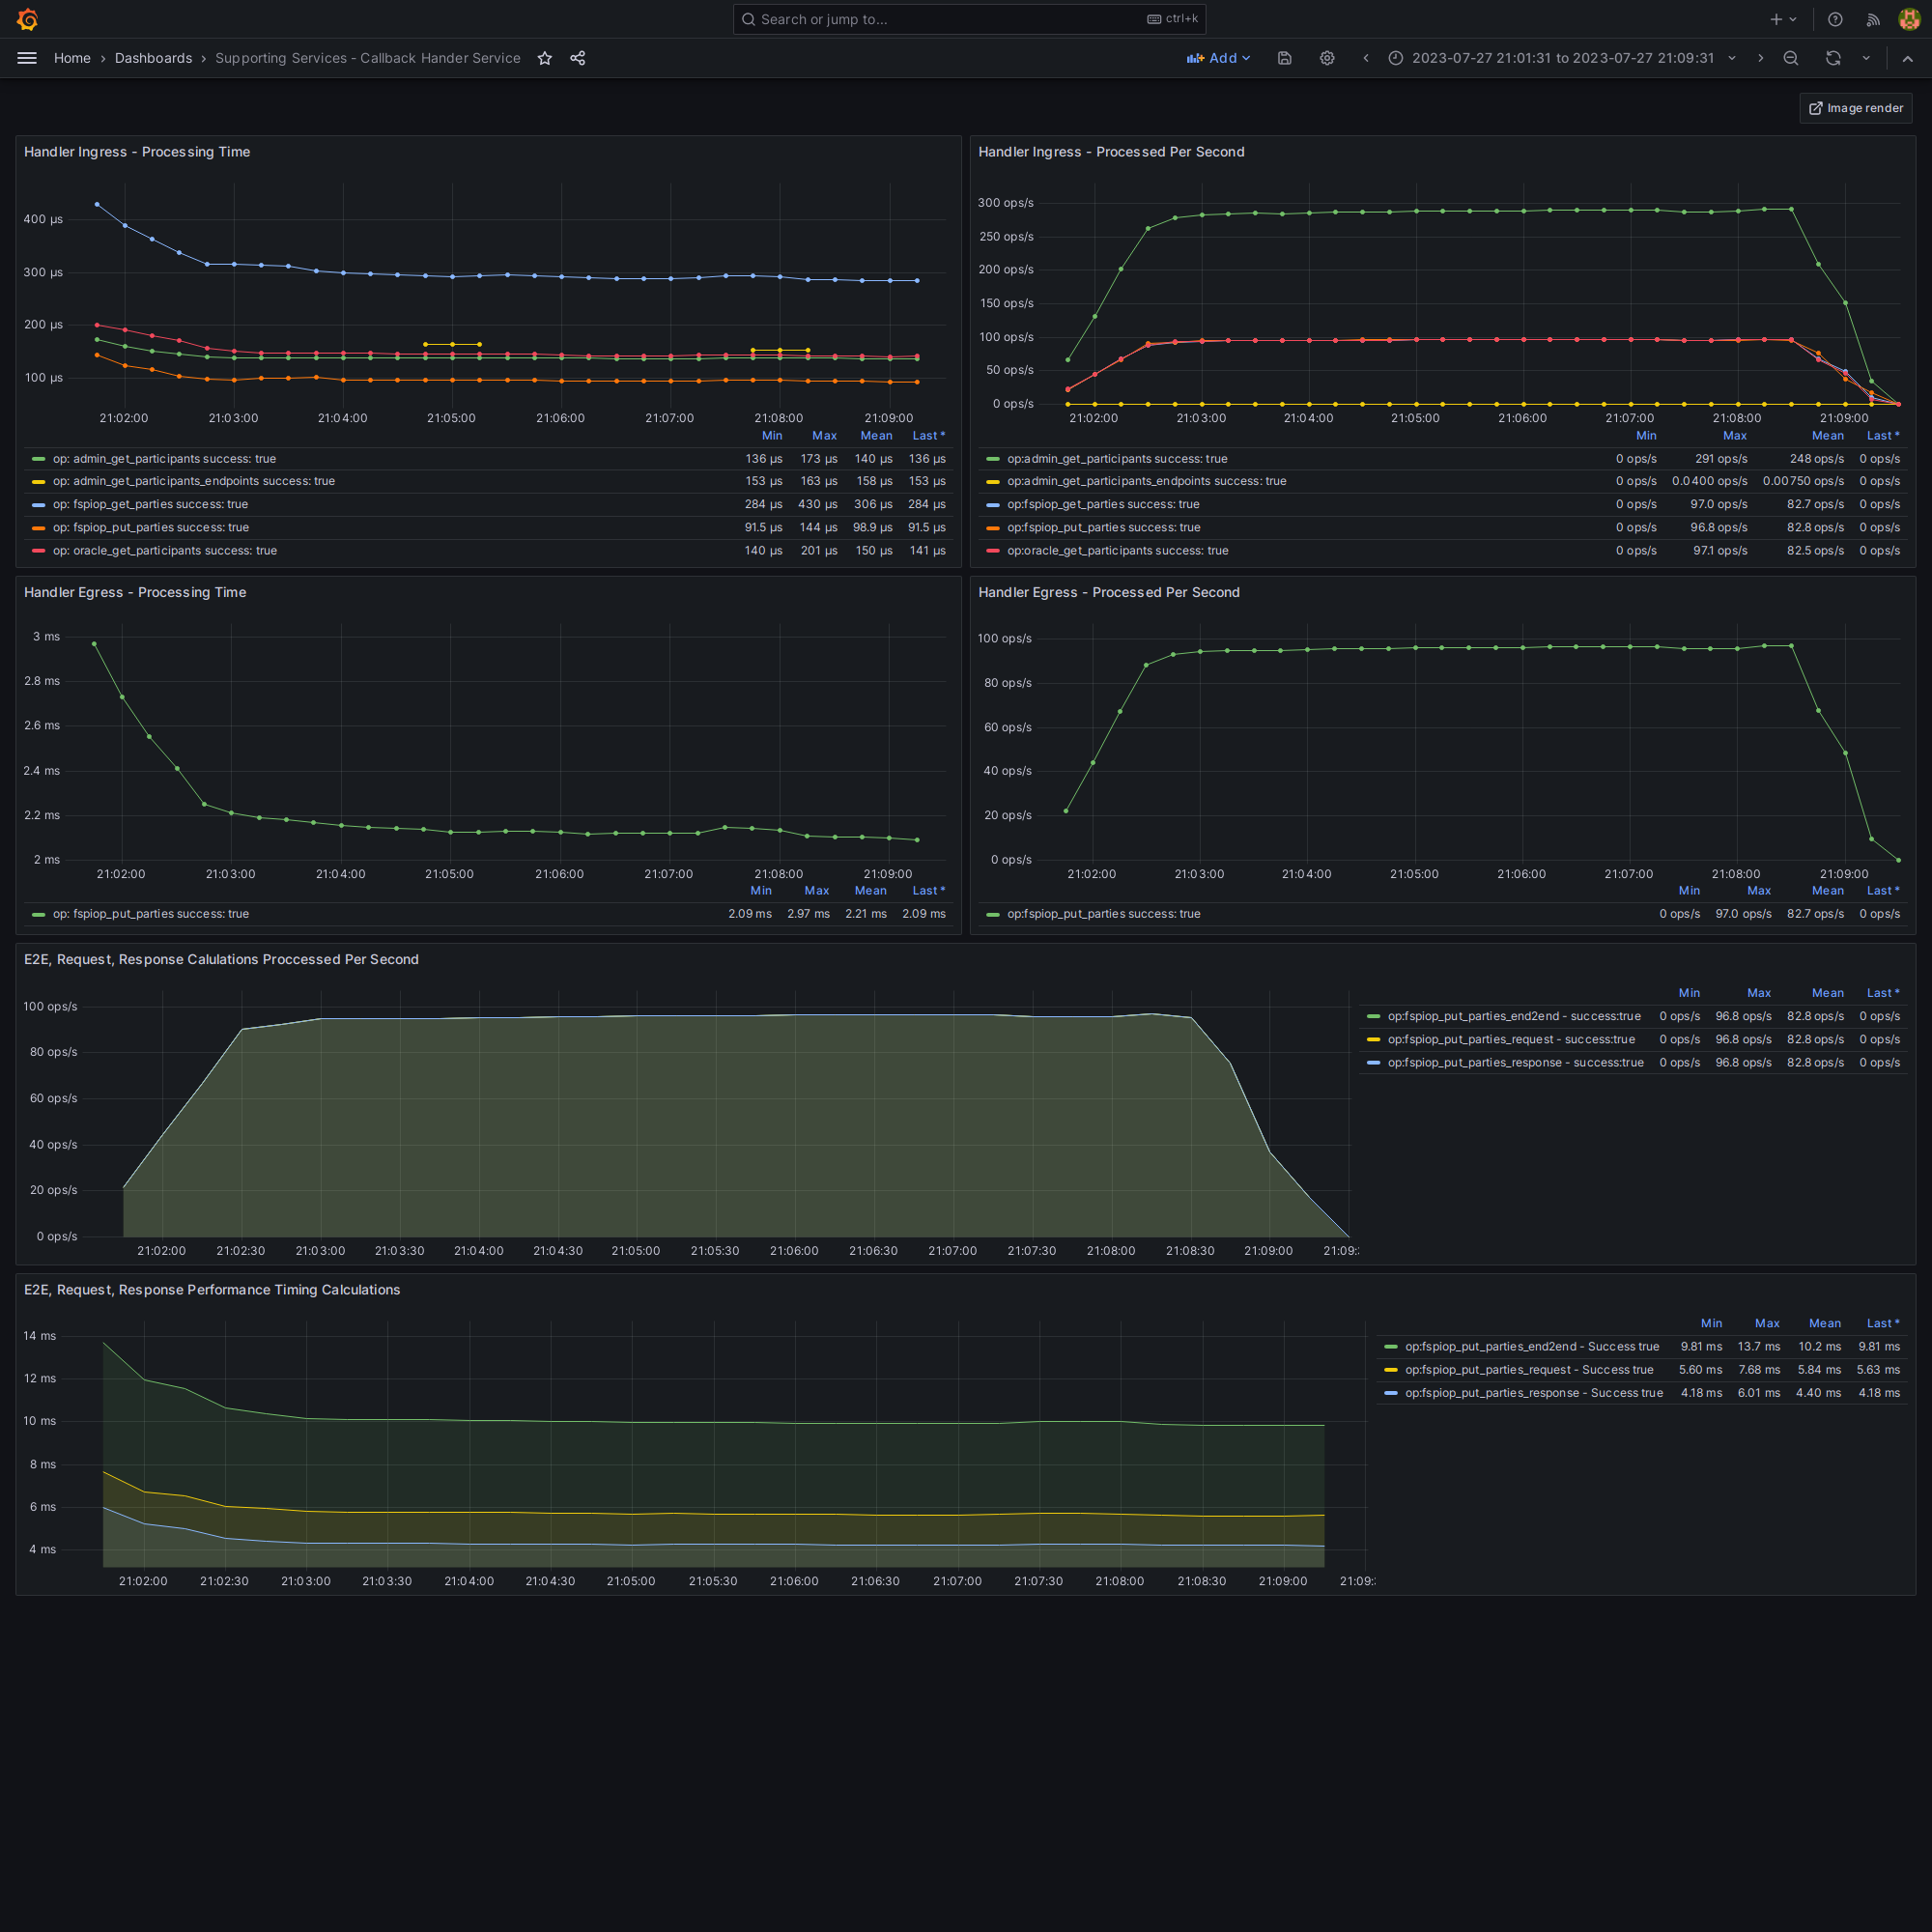 Search or jump to...
ctrl+k
Home
Dashboards
Supporting Services - Callback Hander Service
Add
2023-07-27 21:01:31 to 2023-07-27 21:09:31
Image render
Handler Ingress - Processing Time
400 µs
300 µs
200 µs
100 µs
21:02:00 21:03:00 21:04:00 21:05:00 21:06:00 21:07:00 21:08:00 21:09:00
Min Max Mean Last *
op: admin_get_participants success: true 136 µs 173 µs 140 µs 136 µs
op: admin_get_participants_endpoints success: true 153 µs 163 µs 158 µs 153 µs
op: fspiop_get_parties success: true 284 µs 430 µs 306 µs 284 µs
op: fspiop_put_parties success: true 91.5 µs 144 µs 98.9 µs 91.5 µs
op: oracle_get_participants success: true 140 µs 201 µs 150 µs 141 µs
Handler Ingress - Processed Per Second
300 ops/s
250 ops/s
200 ops/s
150 ops/s
100 ops/s
50 ops/s
0 ops/s
21:02:00 21:03:00 21:04:00 21:05:00 21:06:00 21:07:00 21:08:00 21:09:00
Min Max Mean Last *
op:admin_get_participants success: true 0 ops/s 291 ops/s 248 ops/s 0 ops/s
op:admin_get_participants_endpoints success: true 0 ops/s 0.0400 ops/s 0.00750 ops/s 0 ops/s
op:fspiop_get_parties success: true 0 ops/s 97.0 ops/s 82.7 ops/s 0 ops/s
op:fspiop_put_parties success: true 0 ops/s 96.8 ops/s 82.8 ops/s 0 ops/s
op:oracle_get_participants success: true 0 ops/s 97.1 ops/s 82.5 ops/s 0 ops/s
Handler Egress - Processing Time
3 ms
2.8 ms
2.6 ms
2.4 ms
2.2 ms
2 ms
21:02:00 21:03:00 21:04:00 21:05:00 21:06:00 21:07:00 21:08:00 21:09:00
Min Max Mean Last *
op: fspiop_put_parties success: true 2.09 ms 2.97 ms 2.21 ms 2.09 ms
Handler Egress - Processed Per Second
100 ops/s
80 ops/s
60 ops/s
40 ops/s
20 ops/s
0 ops/s
21:02:00 21:03:00 21:04:00 21:05:00 21:06:00 21:07:00 21:08:00 21:09:00
Min Max Mean Last *
op:fspiop_put_parties success: true 0 ops/s 97.0 ops/s 82.7 ops/s 0 ops/s
E2E, Request, Response Calulations Proccessed Per Second
100 ops/s
80 ops/s
60 ops/s
40 ops/s
20 ops/s
0 ops/s
21:02:00 21:02:30 21:03:00 21:03:30 21:04:00 21:04:30 21:05:00 21:05:30 21:06:00 21:06:30 21:07:00 21:07:30 21:08:00 21:08:30 21:09:00 21:09:
Min Max Mean Last *
op:fspiop_put_parties_end2end - success:true 0 ops/s 96.8 ops/s 82.8 ops/s 0 ops/s
op:fspiop_put_parties_request - success:true 0 ops/s 96.8 ops/s 82.8 ops/s 0 ops/s
op:fspiop_put_parties_response - success:true 0 ops/s 96.8 ops/s 82.8 ops/s 0 ops/s
E2E, Request, Response Performance Timing Calculations
14 ms
12 ms
10 ms
8 ms
6 ms
4 ms
21:02:00 21:02:30 21:03:00 21:03:30 21:04:00 21:04:30 21:05:00 21:05:30 21:06:00 21:06:30 21:07:00 21:07:30 21:08:00 21:08:30 21:09:00 21:09:
Min Max Mean Last *
op:fspiop_put_parties_end2end - Success true 9.81 ms 13.7 ms 10.2 ms 9.81 ms
op:fspiop_put_parties_request - Success true 5.60 ms 7.68 ms 5.84 ms 5.63 ms
op:fspiop_put_parties_response - Success true 4.18 ms 6.01 ms 4.40 ms 4.18 ms